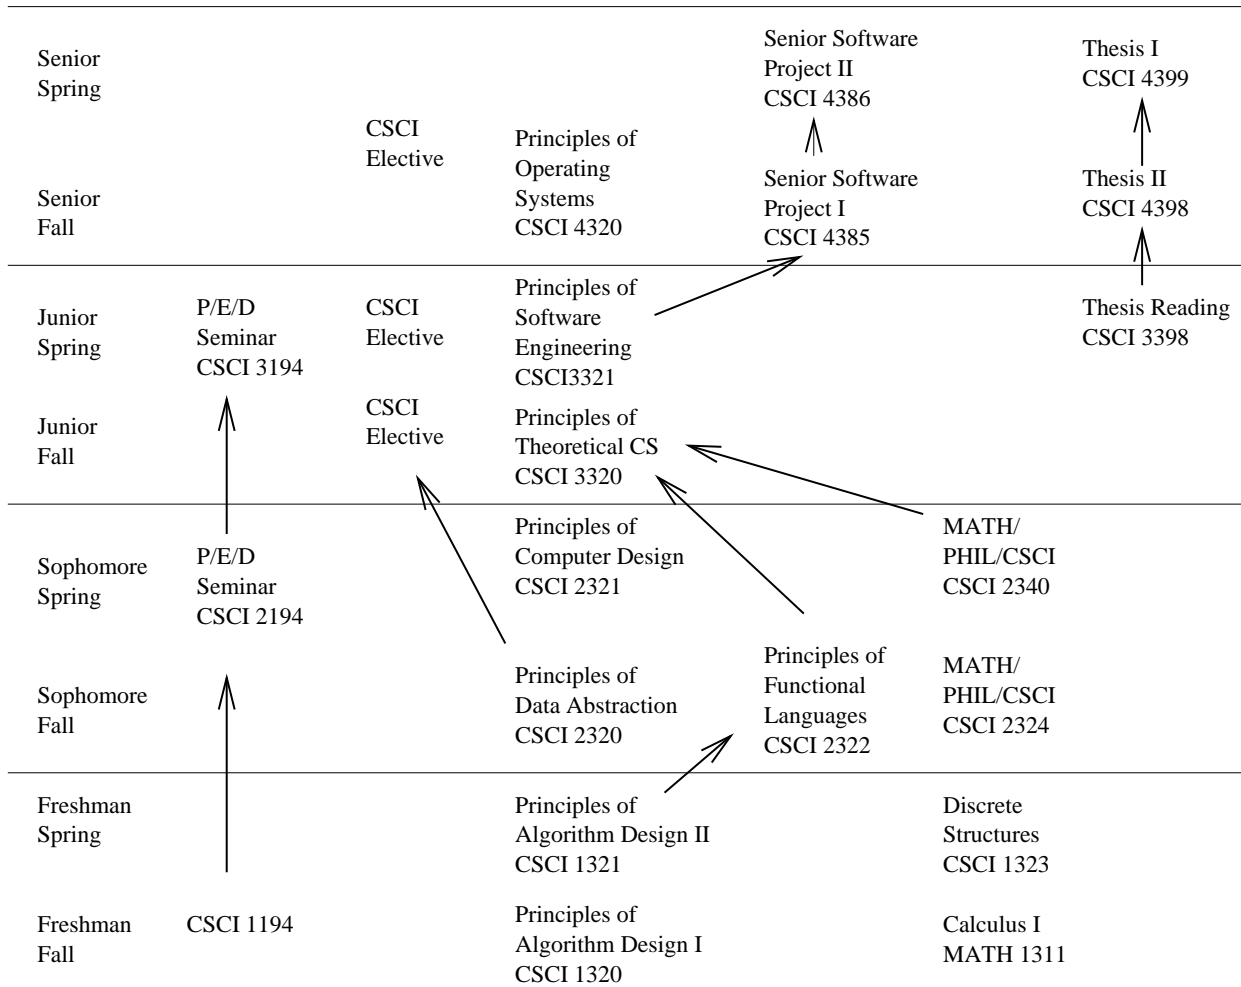 Senior
Spring
Senior Software
Project II
CSCI 4386
Thesis I
CSCI 4399
CSCI
Elective
Principles of
Operating
Systems
CSCI 4320
Senior
Fall
Senior Software
Project I
CSCI 4385
Thesis II
CSCI 4398
Junior
Spring
P/E/D
Seminar
CSCI 3194
CSCI
Elective
Principles of
Software
Engineering
CSCI3321
Thesis Reading
CSCI 3398
Junior
Fall
CSCI
Elective
Principles of
Theoretical CS
CSCI 3320
Sophomore
Spring
P/E/D
Seminar
CSCI 2194
Principles of
Computer Design
CSCI 2321
MATH/
PHIL/CSCI
CSCI 2340
Sophomore
Fall
Principles of
Data Abstraction
CSCI 2320
Principles of
Functional
Languages
CSCI 2322
MATH/
PHIL/CSCI
CSCI 2324
Freshman
Spring
Principles of
Algorithm Design II
CSCI 1321
Discrete
Structures
CSCI 1323
Freshman
Fall
CSCI 1194
Principles of
Algorithm Design I
CSCI 1320
Calculus I
MATH 1311